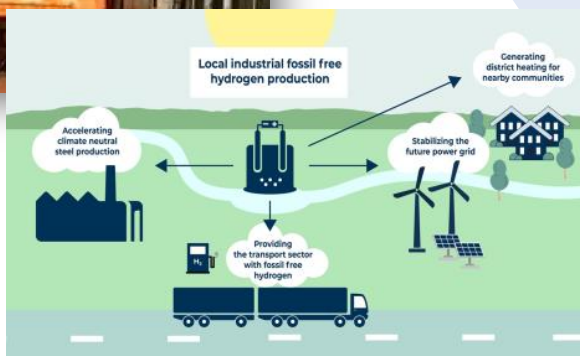 Local industrial fossil free
hydrogen production
Generating
district heating for
nearby communities
Accelerating
climate neutral
steel production
Stabilizing the
future power grid
Providing
the transport sector
with fossil free
hydrogen
H₂